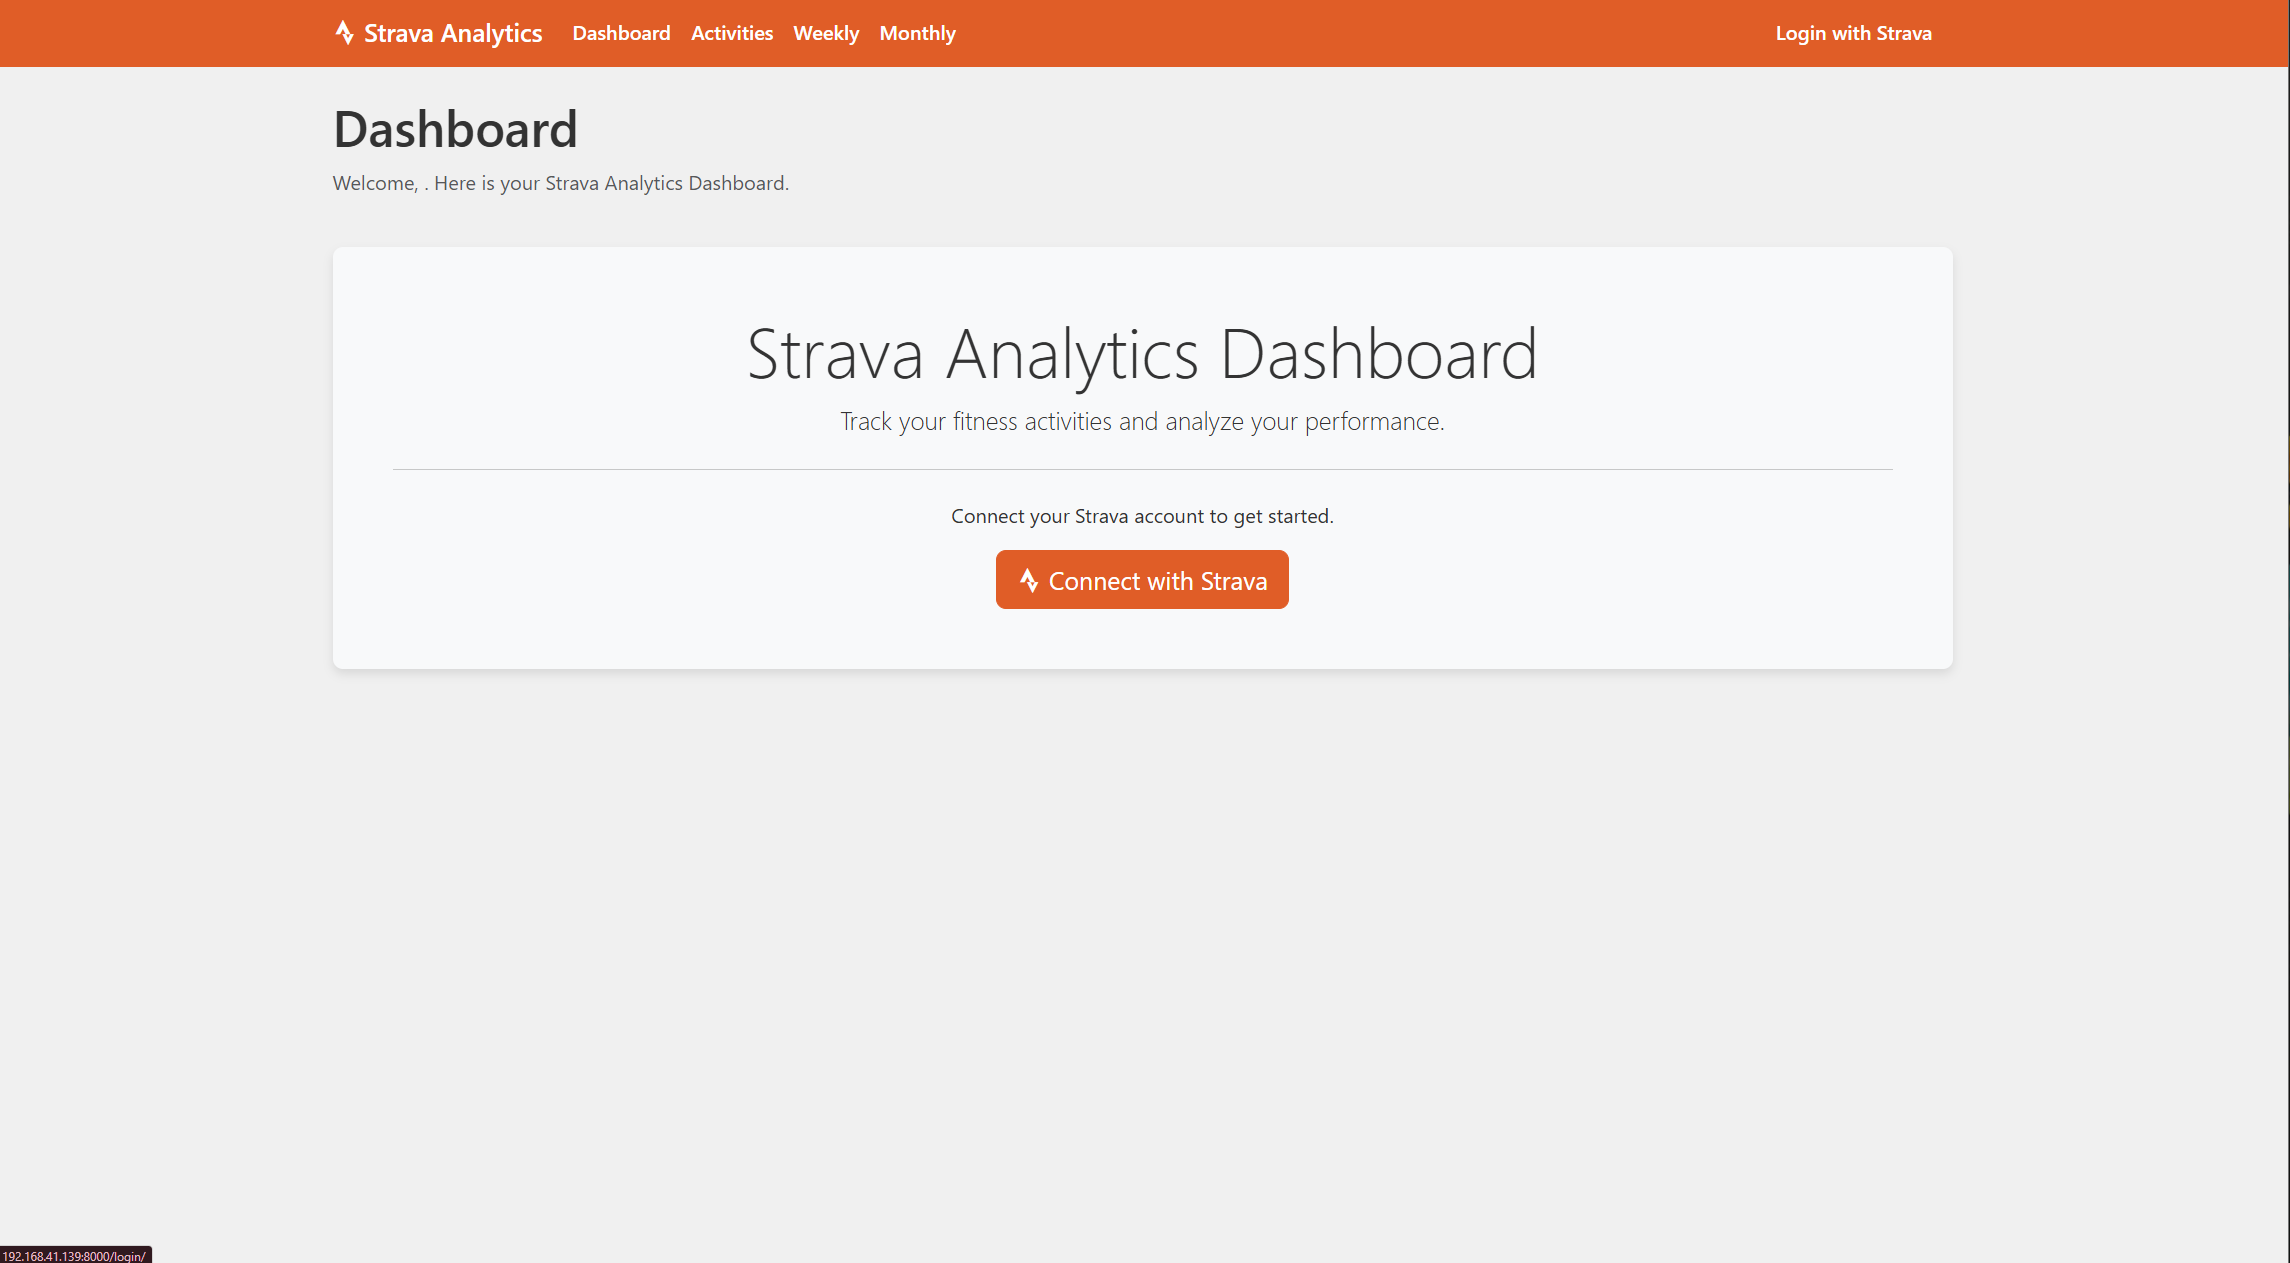 Strava Analytics Dashboard Activities Weekly Monthly Login with Strava
Dashboard
Welcome, . Here is your Strava Analytics Dashboard.
Strava Analytics Dashboard
Track your fitness activities and analyze your performance.
Connect your Strava account to get started.
Connect with Strava
192.168.41.139:8000/login/